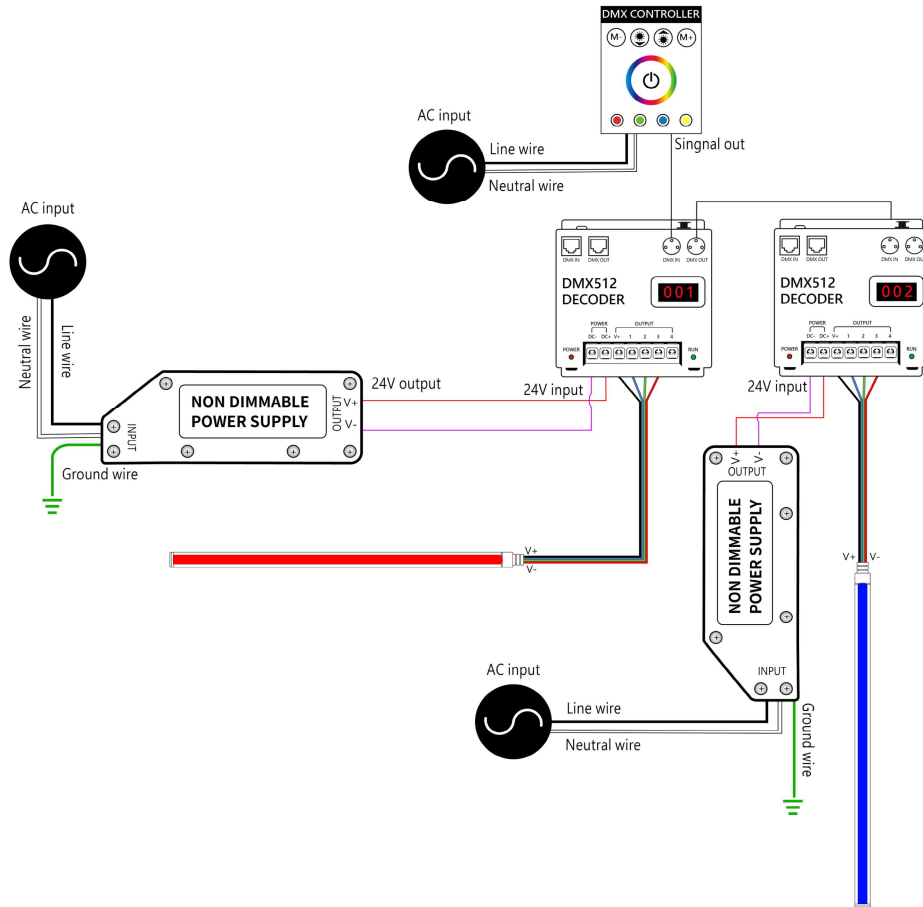 DMX CONTROLLER
M-
M+
AC input
Line wire
Neutral wire
Singnal out
AC input
Neutral wire
Line wire
DMX IN
DMX OUT
DMX IN
DMX OUT
DMX512
DECODER
001
POWER
OUTPUT
DC-
DC+
V+
1
2
3
4
POWER
RUN
24V input
DMX IN
DMX OUT
DMX IN
DMX OU
DMX512
DECODER
002
POWER
OUTPUT
DC-
DC+
V+
1
2
3
4
POWER
RUN
24V input
24V output
NON DIMMABLE
POWER SUPPLY
INPUT
OUTPUT
V+
V-
Ground wire
V+
V-
V+
V-
OUTPUT
NON DIMMABLE
POWER SUPPLY
INPUT
V+
V-
AC input
Line wire
Neutral wire
Ground wire